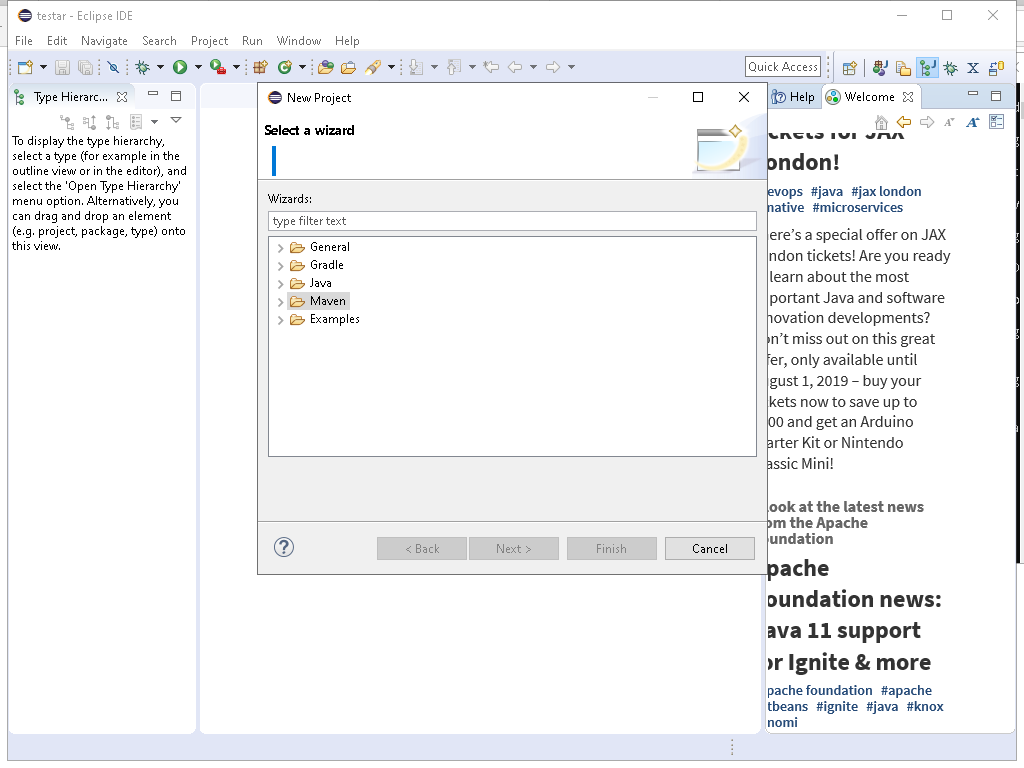 testar - Eclipse IDE
File Edit Navigate Search Project Run Window Help
Quick Access
Type Hierarc...
To display the type hierarchy,
select a type (for example in the
outline view or in the editor), and
select the 'Open Type Hierarchy'
menu option. Alternatively, you
can drag and drop an element
(e.g. project, package, type) onto
this view.
New Project
Select a wizard
Wizards:
type filter text
General
Gradle
Java
Maven
Examples
< Back
Next >
Finish
Cancel
Help
Welcome
ckets for JAX
ondon!
evops #java #jax london
native #microservices
ere's a special offer on JAX
ndon tickets! Are you ready
learn about the most
portant Java and software
novation developments?
on't miss out on this great
fer, only available until
gust 1, 2019 – buy your
kets now to save up to
00 and get an Arduino
arter Kit or Nintendo
assic Mini!
ook at the latest news
om the Apache
oundation
pache
oundation news:
ava 11 support
or Ignite & more
pache foundation #apache
tbeans #ignite #java #knox
nomi